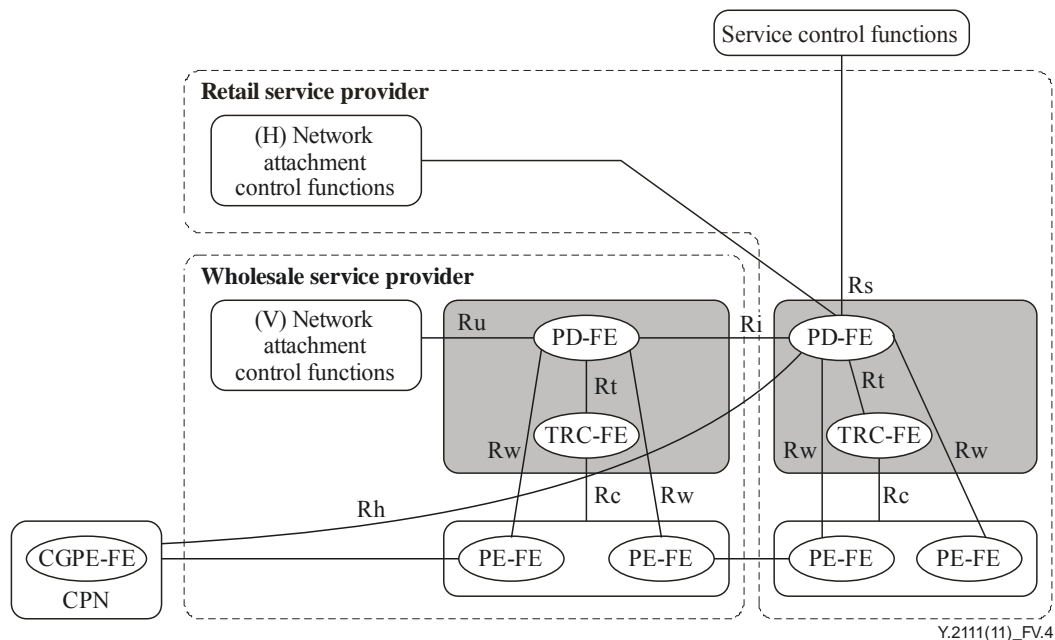 Service control functions
Retail service provider
(H) Network
attachment
control functions
Wholesale service provider
Rs
(V) Network
attachment
control functions
Ru
PD-FE
Ri
PD-FE
Rt
Rt
TRC-FE
TRC-FE
Rw
Rw
Rw
Rw
Rc
Rc
Rh
CGPE-FE
PE-FE
PE-FE
PE-FE
PE-FE
CPN
Y.2111(11)_FV.4